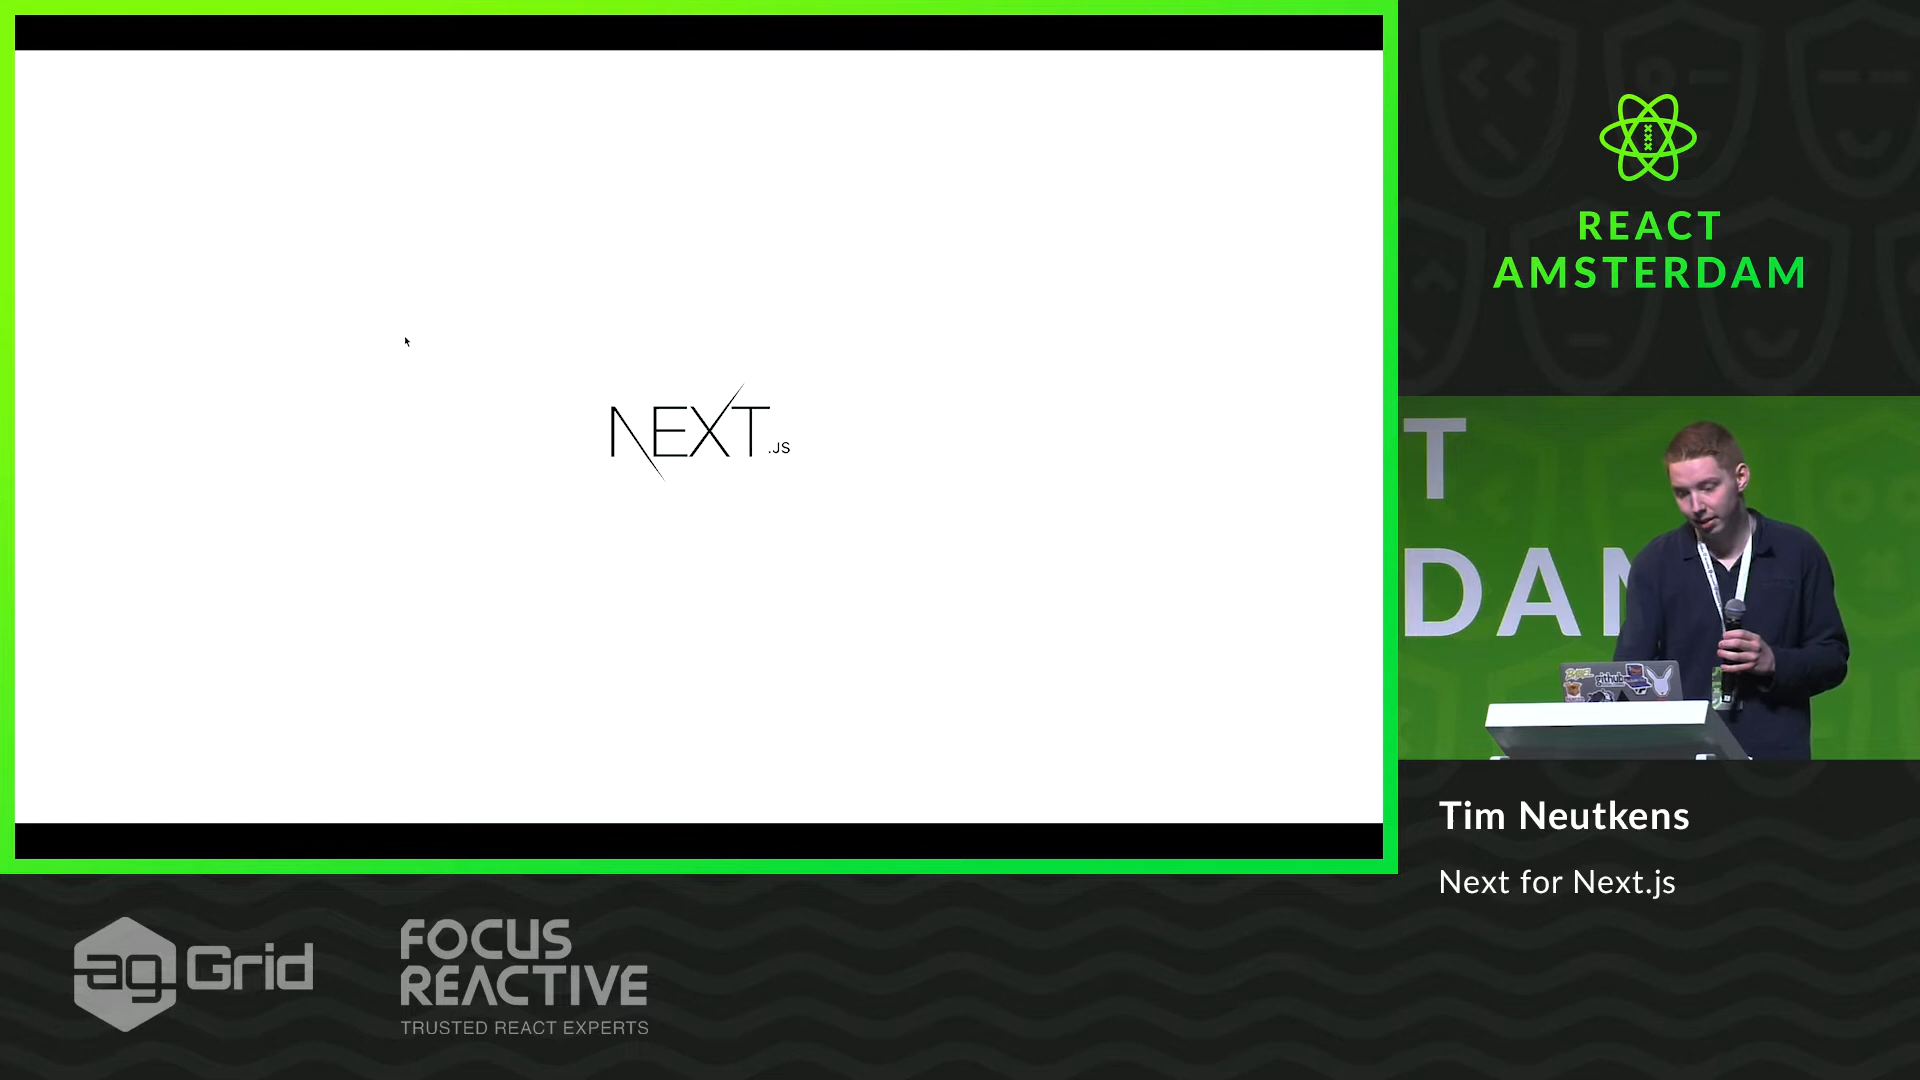 NEXT.JS
REACT
AMSTERDAM
T
DAM
github
Tim Neutkens
Next for Next.js
ag Grid
FOCUS
REACTIVE
TRUSTED REACT EXPERTS